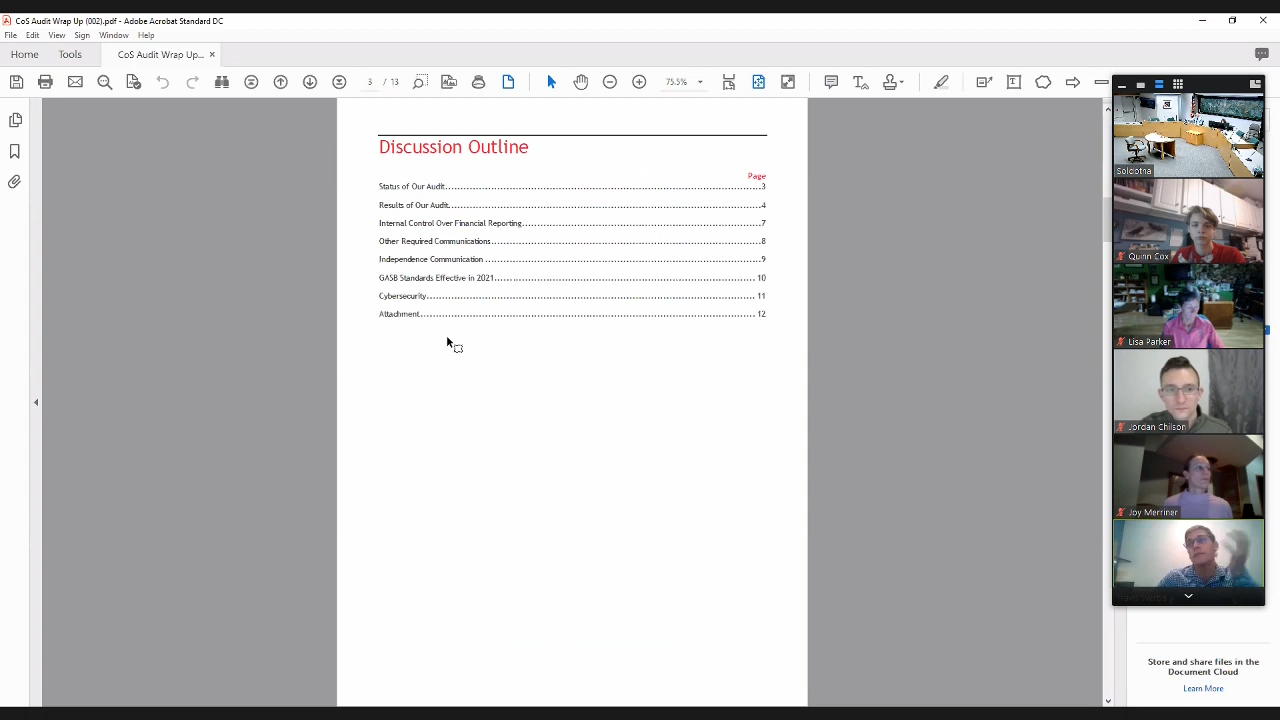 CoS Audit Wrap Up (002).pdf - Adobe Acrobat Standard DC
File Edit View Sign Window Help
Home Tools CoS Audit Wrap Up... ×
3 / 13 75.5%
Discussion Outline
Page
Status of Our Audit 3
Results of Our Audit 4
Internal Control Over Financial Reporting 7
Other Required Communications 8
Independence Communication 9
GASB Standards Effective in 2021 10
Cybersecurity 11
Attachment 12
Soldotna
Quinn Cox
Lisa Parker
Jordan Chilson
Joy Merriner
Store and share files in the
Document Cloud
Learn More